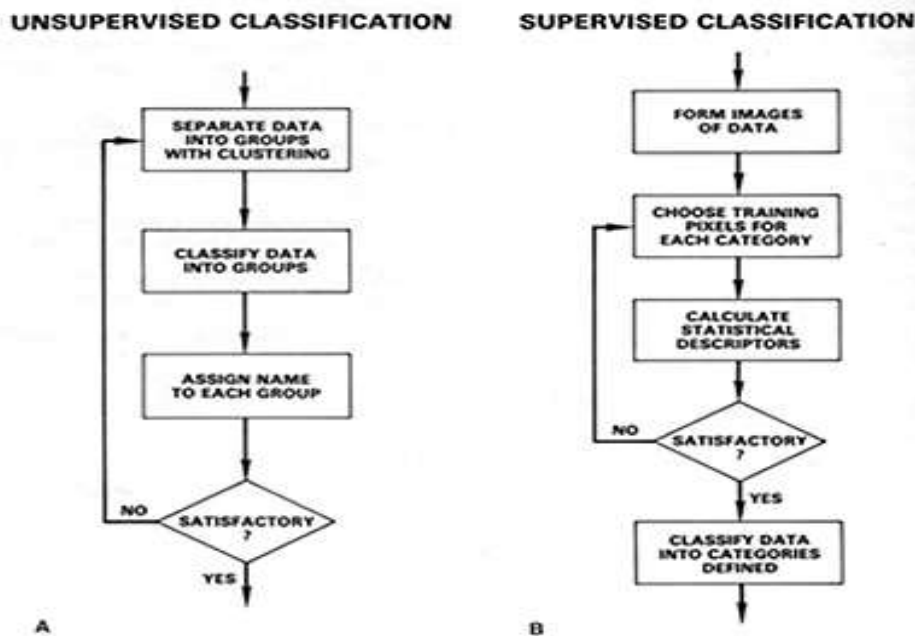 UNSUPERVISED CLASSIFICATION
SEPARATE DATA
INTO GROUPS
WITH CLUSTERING
CLASSIFY DATA
INTO GROUPS
ASSIGN NAME
TO EACH GROUP
NO
SATISFACTORY
?
YES
A
SUPERVISED CLASSIFICATION
FORM IMAGES
OF DATA
CHOOSE TRAINING
PIXELS FOR
EACH CATEGORY
CALCULATE
STATISTICAL
DESCRIPTORS
NO
SATISFACTORY
?
YES
CLASSIFY DATA
INTO CATEGORIES
DEFINED
B